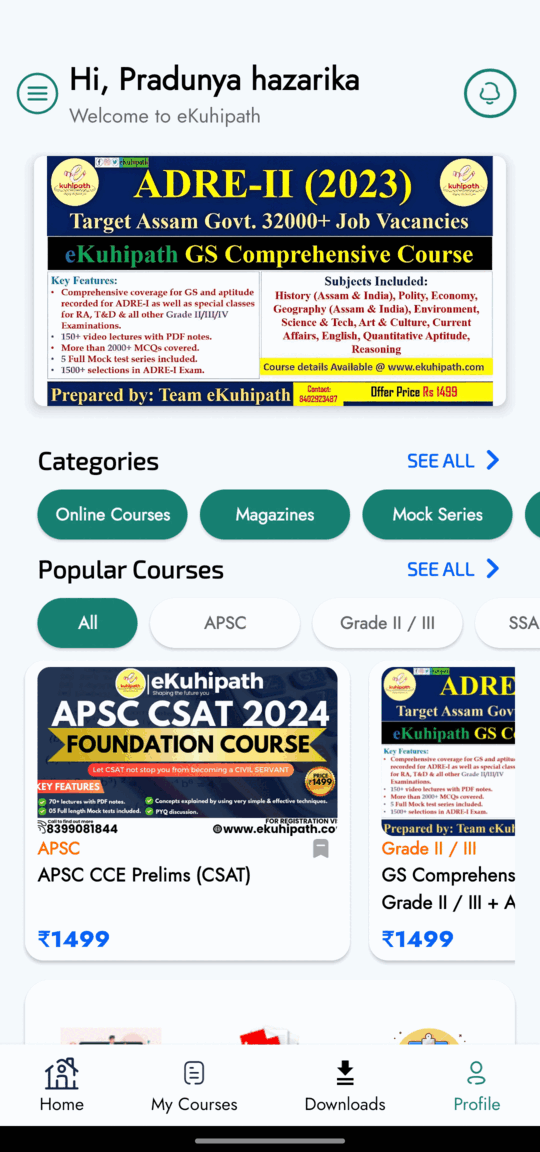 Hi, Pradunya hazarika
Welcome to eKuhipath
eKuhipath
kuhipath
kuhipath
ADRE-II (2023)
Target Assam Govt. 32000+ Job Vacancies
eKuhipath GS Comprehensive Course
Key Features:
• Comprehensive coverage for GS and aptitude
recorded for ADRE-I as well as special classes
for RA, T&D & all other Grade II/III/IV
Examinations.
• 150+ video lectures with PDF notes.
• More than 2000+ MCQs covered.
• 5 Full Mock test series included.
• 1500+ selections in ADRE-I Exam.
Subjects Included:
History (Assam & India), Polity, Economy,
Geography (Assam & India), Environment,
Science & Tech, Art & Culture, Current
Affairs, English, Quantitative Aptitude,
Reasoning
Course details Available @ www.ekuhipath.com
Prepared by: Team eKuhipath
Contact:
8402923487
Offer Price Rs 1499
Categories
SEE ALL
Online Courses
Magazines
Mock Series
Popular Courses
SEE ALL
All
APSC
Grade II / III
SSA
eKuhipath
Shaping the future you
APSC CSAT 2024
FOUNDATION COURSE
Let CSAT not stop you from becoming a CIVIL SERVANT
KEY FEATURES
PRICE
₹1499
70+ lectures with PDF notes.
Concepts explained by using very simple & effective techniques.
05 Full length Mock tests included.
PYQ discussion.
Call to find out more
8399081844
FOR REGISTRATION VI
www.ekuhipath.co
APSC
APSC CCE Prelims (CSAT)
₹1499
ADRE
Target Assam Gov
eKuhipath GS C
Key Features:
• Comprehensive coverage for GS and aptitu
recorded for ADRE-I as well as special class
for RA, T&D & all other Grade II/III/IV
Examinations.
• 150+ video lectures with PDF notes.
• More than 2000+ MCQs covered.
• 5 Full Mock test series included.
• 1500+ selections in ADRE-I Exam.
Prepared by: Team eKuh
Grade II / III
GS Comprehens
Grade II / III + A
₹1499
Home
My Courses
Downloads
Profile